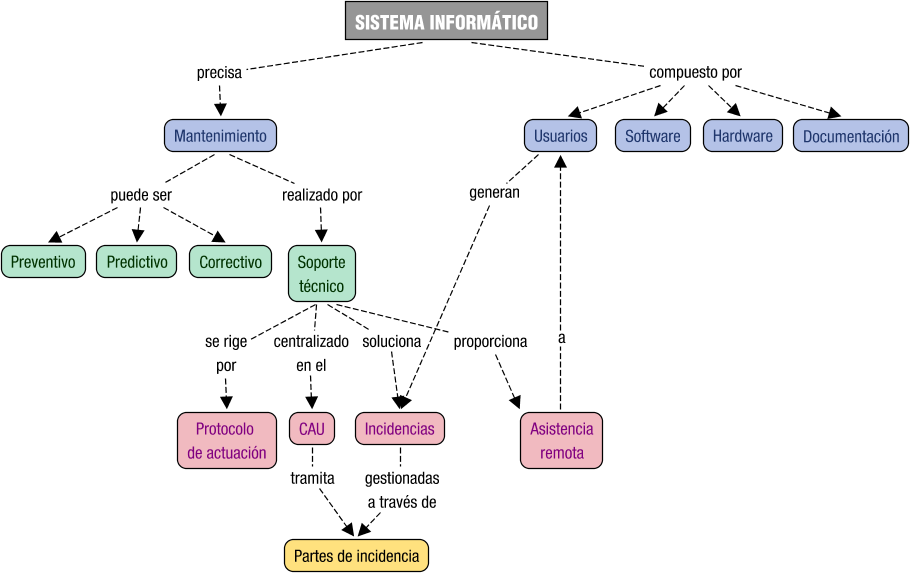 SISTEMA INFORMÁTICO
precisa
compuesto por
Mantenimiento
Usuarios
Software
Hardware
Documentación
puede ser
realizado por
generan
Preventivo
Predictivo
Correctivo
Soporte
técnico
se rige
por
centralizado
en el
soluciona
proporciona
a
Protocolo
de actuación
CAU
Incidencias
Asistencia
remota
tramita
gestionadas
a través de
Partes de incidencia